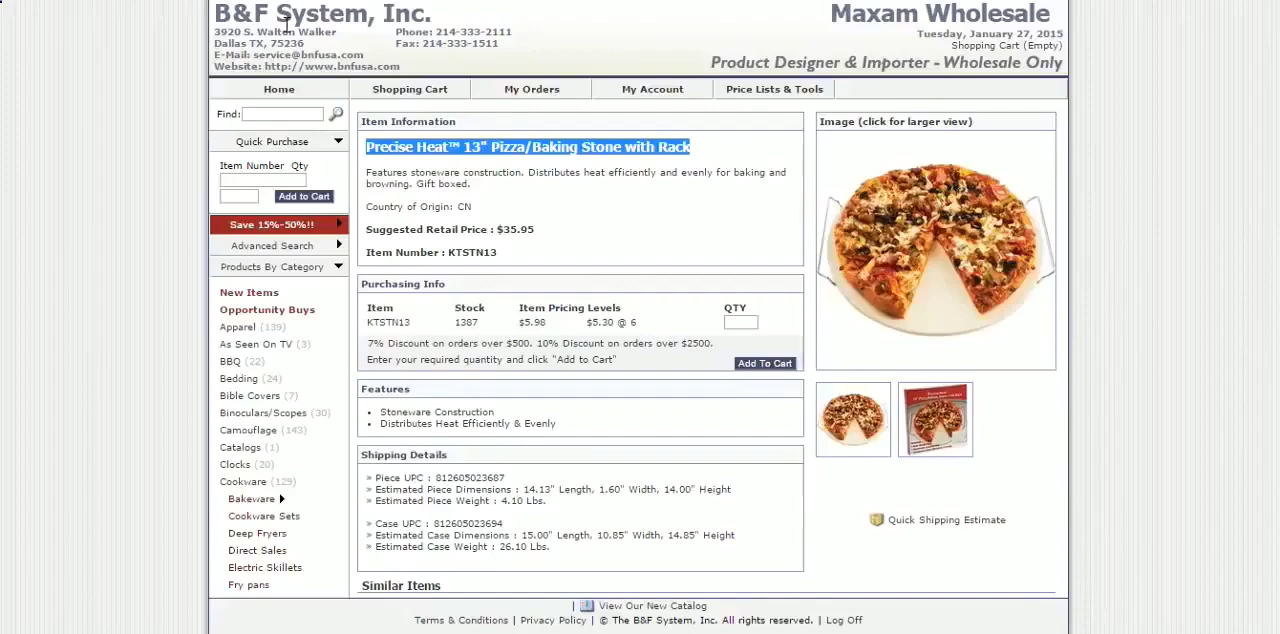 B&F System, Inc.
Maxam Wholesale
3920 S. Walton Walker
Phone: 214-333-2111
Tuesday, January 27, 2015
Dallas TX, 75236
Fax: 214-333-1511
Shopping Cart (Empty)
E-Mail: service@bnfusa.com
Website: http://www.bnfusa.com
Product Designer & Importer - Wholesale Only
Home
Shopping Cart
My Orders
My Account
Price Lists & Tools
Find:
Quick Purchase
Item Number Qty
Add to Cart
Save 15%-50%!!
Advanced Search
Products By Category
New Items
Opportunity Buys
Apparel (139)
As Seen On TV (3)
BBQ (22)
Bedding (24)
Bible Covers (7)
Binoculars/Scopes (30)
Camouflage (143)
Catalogs (1)
Clocks (20)
Cookware (129)
Bakeware
Cookware Sets
Deep Fryers
Direct Sales
Electric Skillets
Fry pans
Item Information
Precise Heat™ 13" Pizza/Baking Stone with Rack
Features stoneware construction. Distributes heat efficiently and evenly for baking and
browning. Gift boxed.
Country of Origin: CN
Suggested Retail Price : $35.95
Item Number : KTSTN13
Purchasing Info
Item Stock Item Pricing Levels QTY
KTSTN13 1387 $5.98 $5.30 @ 6
7% Discount on orders over $500. 10% Discount on orders over $2500.
Enter your required quantity and click "Add to Cart"
Add To Cart
Features
• Stoneware Construction
• Distributes Heat Efficiently & Evenly
Shipping Details
» Piece UPC : 812605023687
» Estimated Piece Dimensions : 14.13" Length, 1.60" Width, 14.00" Height
» Estimated Piece Weight : 4.10 Lbs.
» Case UPC : 812605023694
» Estimated Case Dimensions : 15.00" Length, 10.85" Width, 14.85" Height
» Estimated Case Weight : 26.10 Lbs.
Similar Items
Image (click for larger view)
Quick Shipping Estimate
| View Our New Catalog
Terms & Conditions | Privacy Policy | © The B&F System, Inc. All rights reserved. | Log Off